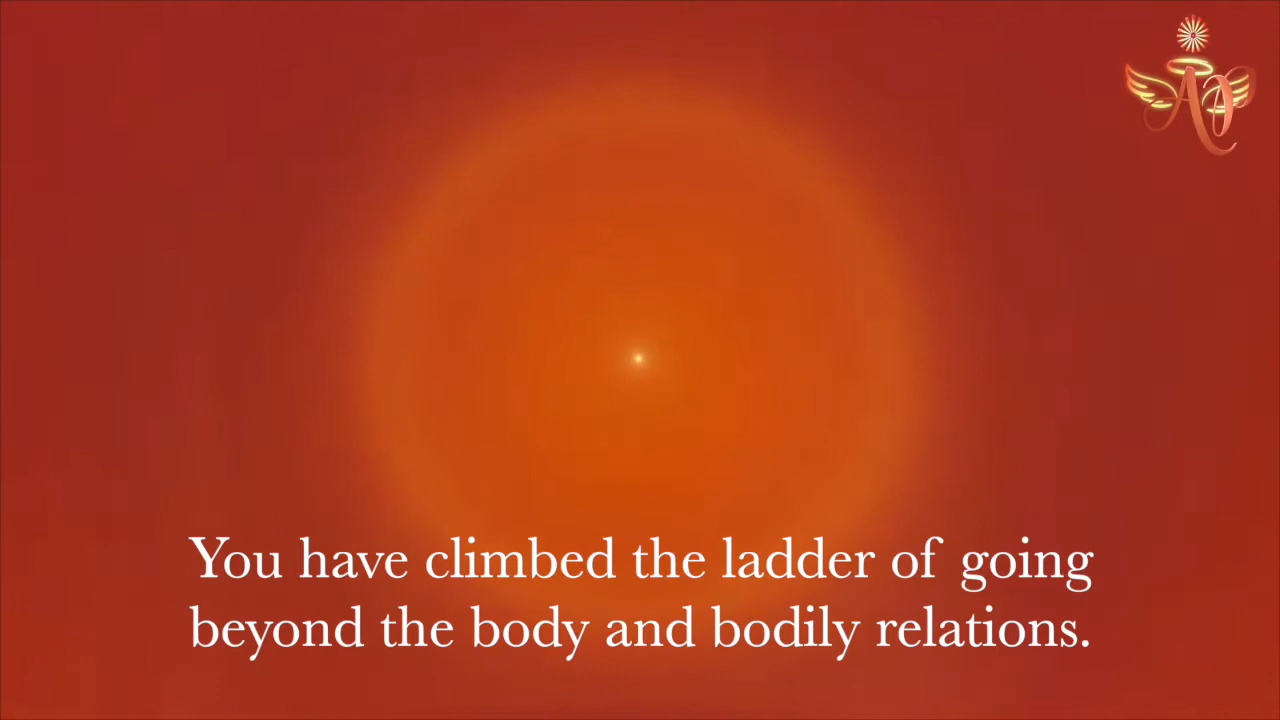 You have climbed the ladder of going
beyond the body and bodily relations.